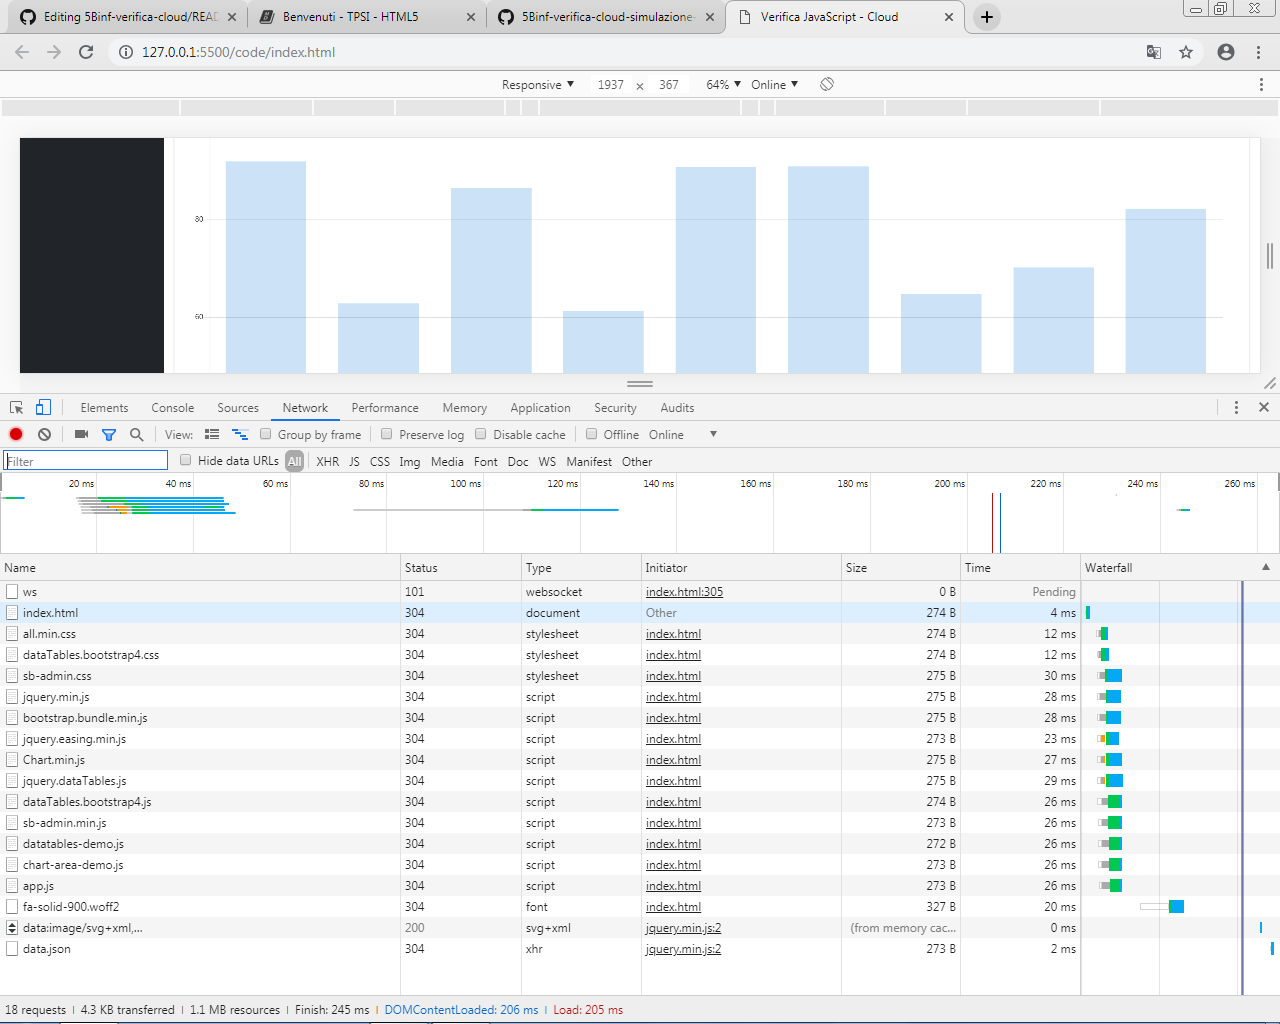 Editing 5Binf-verifica-cloud/READ
Benvenuti - TPSI - HTML5
5Binf-verifica-cloud-simulazione-
Verifica JavaScript - Cloud
127.0.0.1:5500/code/index.html
Responsive ▼ 1937 × 367 64% ▼ Online ▼
80
60
Elements Console Sources Network Performance Memory Application Security Audits
View: Group by frame Preserve log Disable cache Offline Online ▼
Filter Hide data URLs All XHR JS CSS Img Media Font Doc WS Manifest Other
20 ms 40 ms 60 ms 80 ms 100 ms 120 ms 140 ms 160 ms 180 ms 200 ms 220 ms 240 ms 260 ms
Name Status Type Initiator Size Time Waterfall ▲
ws 101 websocket index.html:305 0 B Pending
index.html 304 document Other 274 B 4 ms
all.min.css 304 stylesheet index.html 274 B 12 ms
dataTables.bootstrap4.css 304 stylesheet index.html 274 B 12 ms
sb-admin.css 304 stylesheet index.html 275 B 30 ms
jquery.min.js 304 script index.html 275 B 28 ms
bootstrap.bundle.min.js 304 script index.html 275 B 28 ms
jquery.easing.min.js 304 script index.html 273 B 23 ms
Chart.min.js 304 script index.html 275 B 27 ms
jquery.dataTables.js 304 script index.html 275 B 29 ms
dataTables.bootstrap4.js 304 script index.html 274 B 26 ms
sb-admin.min.js 304 script index.html 273 B 26 ms
datatables-demo.js 304 script index.html 272 B 26 ms
chart-area-demo.js 304 script index.html 273 B 26 ms
app.js 304 script index.html 273 B 26 ms
fa-solid-900.woff2 304 font index.html 327 B 20 ms
data:image/svg+xml,... 200 svg+xml jquery.min.js:2 (from memory cac... 0 ms
data.json 304 xhr jquery.min.js:2 273 B 2 ms
18 requests | 4.3 KB transferred | 1.1 MB resources | Finish: 245 ms | DOMContentLoaded: 206 ms | Load: 205 ms